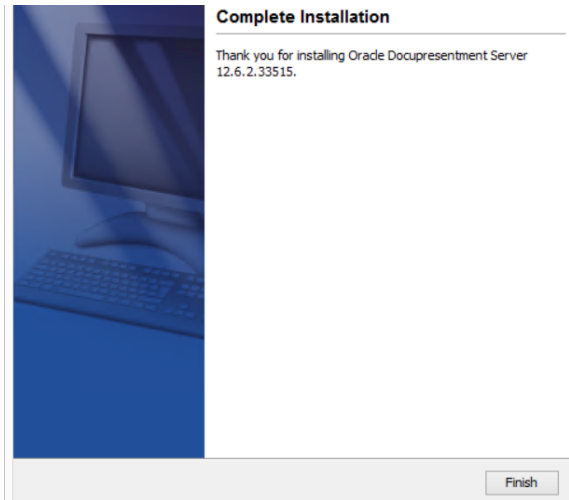 Complete Installation
Thank you for installing Oracle Docupresentment Server
12.6.2.33515.
Finish